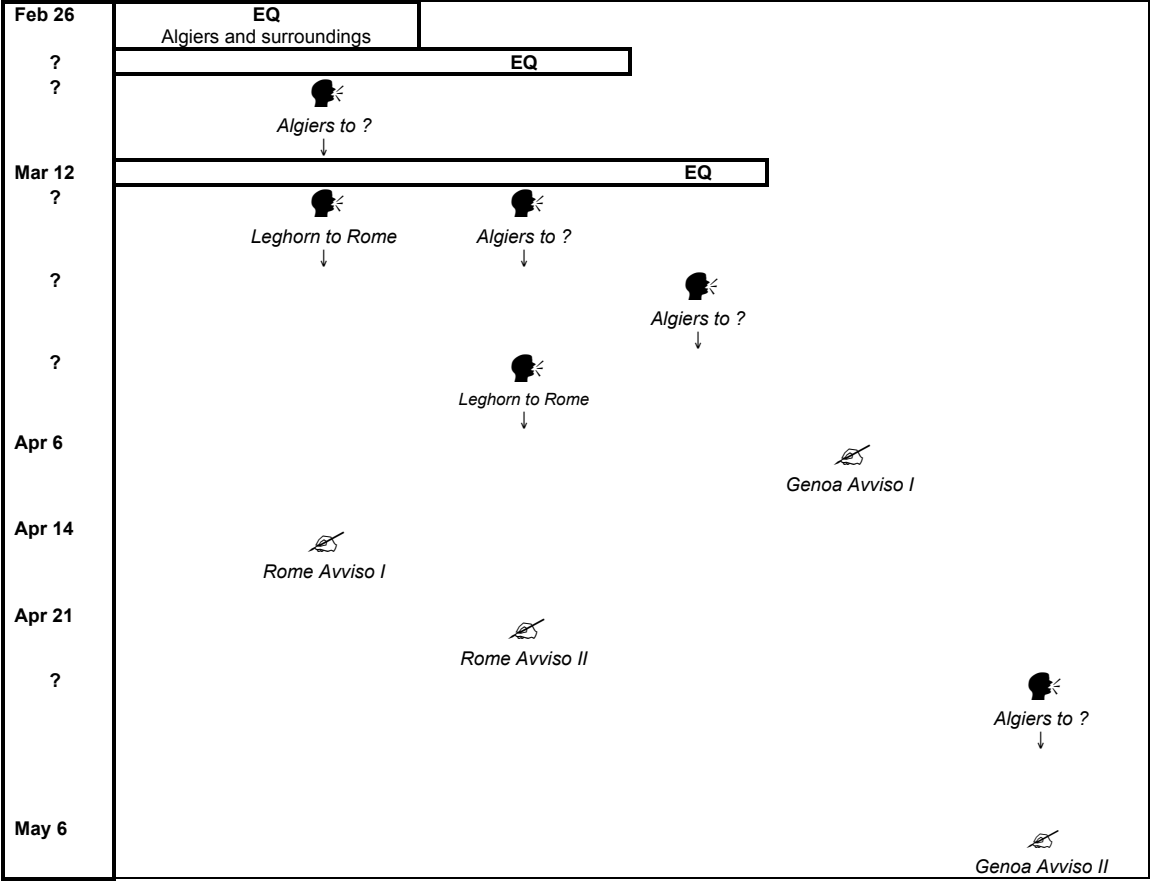 Feb 26
EQ
Algiers and surroundings
?
EQ
?
Algiers to ?
Mar 12
EQ
?
Leghorn to Rome
Algiers to ?
?
Algiers to ?
?
Leghorn to Rome
Apr 6
Genoa Avviso I
Apr 14
Rome Avviso I
Apr 21
Rome Avviso II
?
Algiers to ?
May 6
Genoa Avviso II